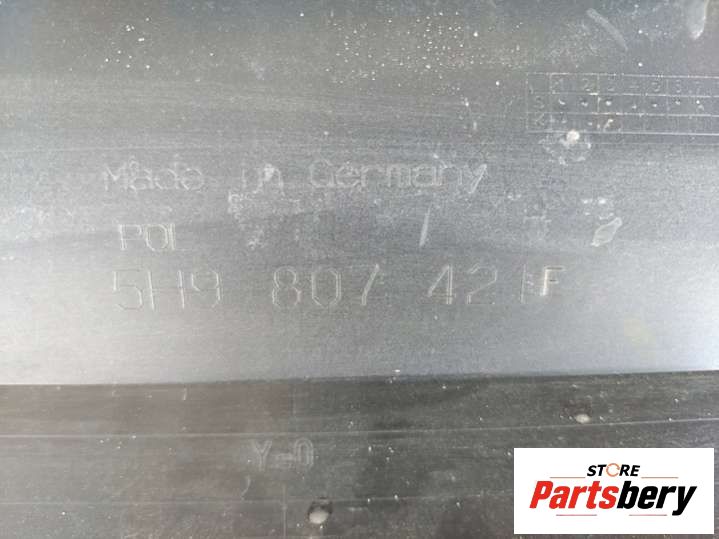 Made in Germany
POL
5H9 807 421 F
Y-0
STORE
Partsbery